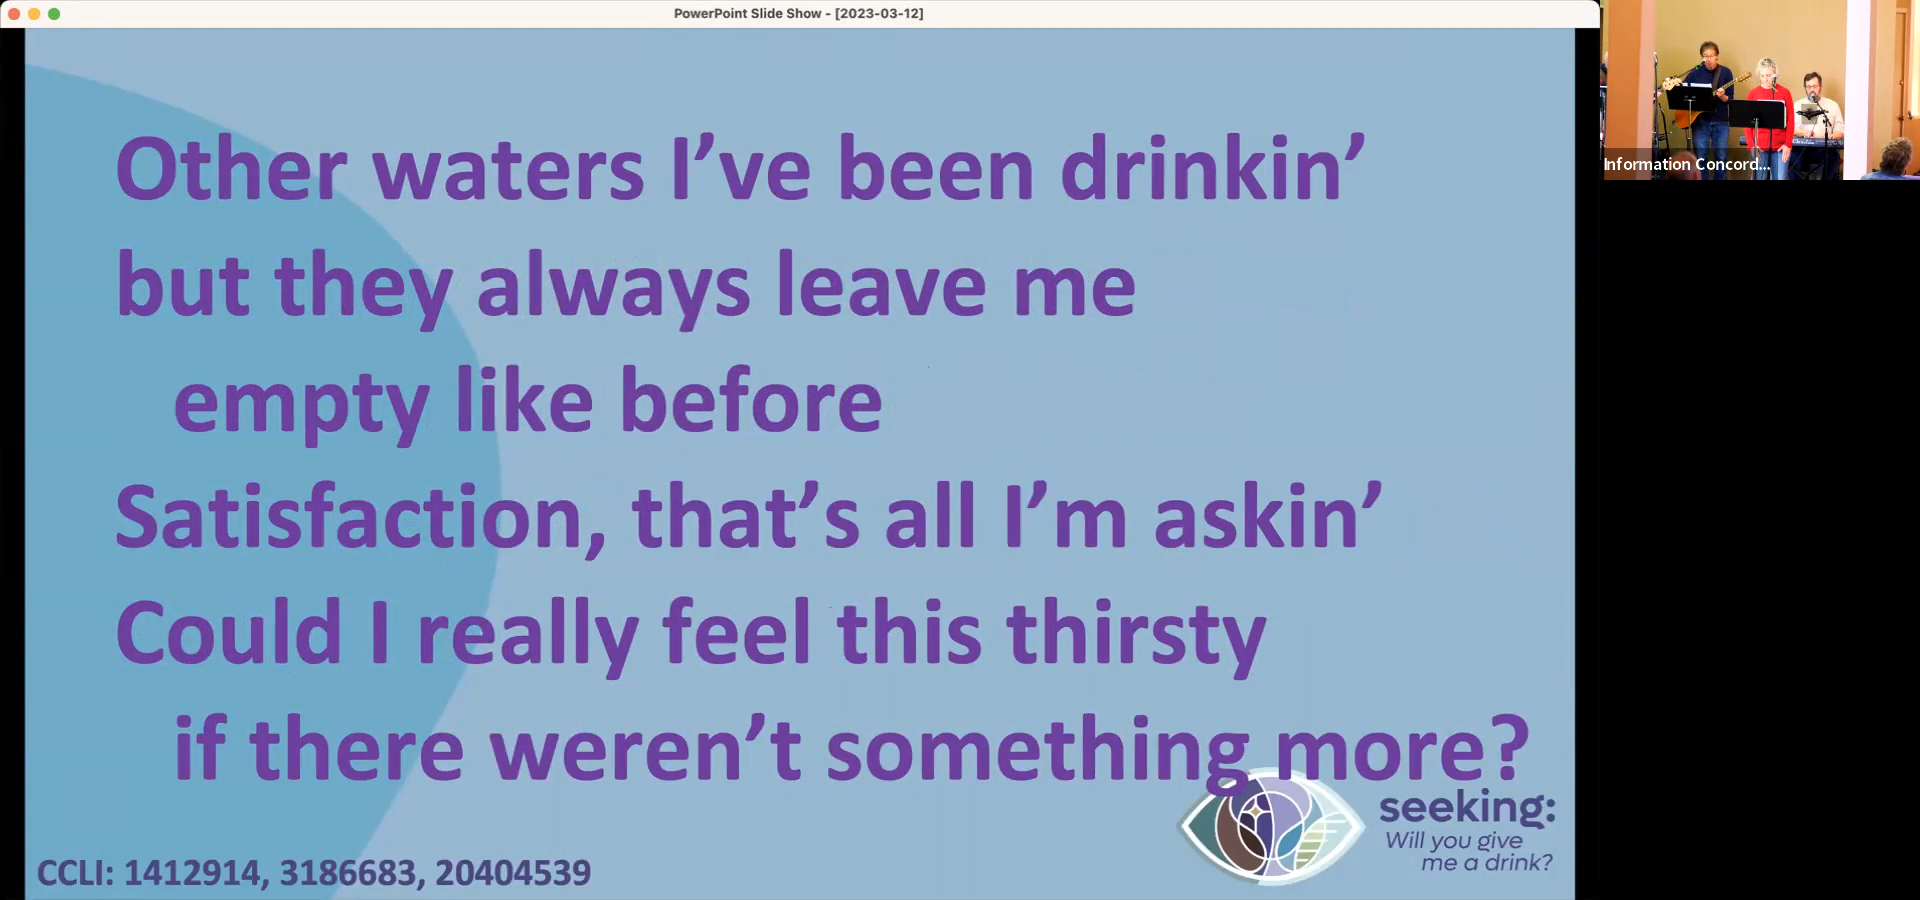 PowerPoint Slide Show - [2023-03-12]
Other waters I’ve been drinkin’
but they always leave me
empty like before
Satisfaction, that’s all I’m askin’
Could I really feel this thirsty
if there weren’t something more?
seeking:
Will you give
me a drink?
CCLI: 1412914, 3186683, 20404539
Information Concord...